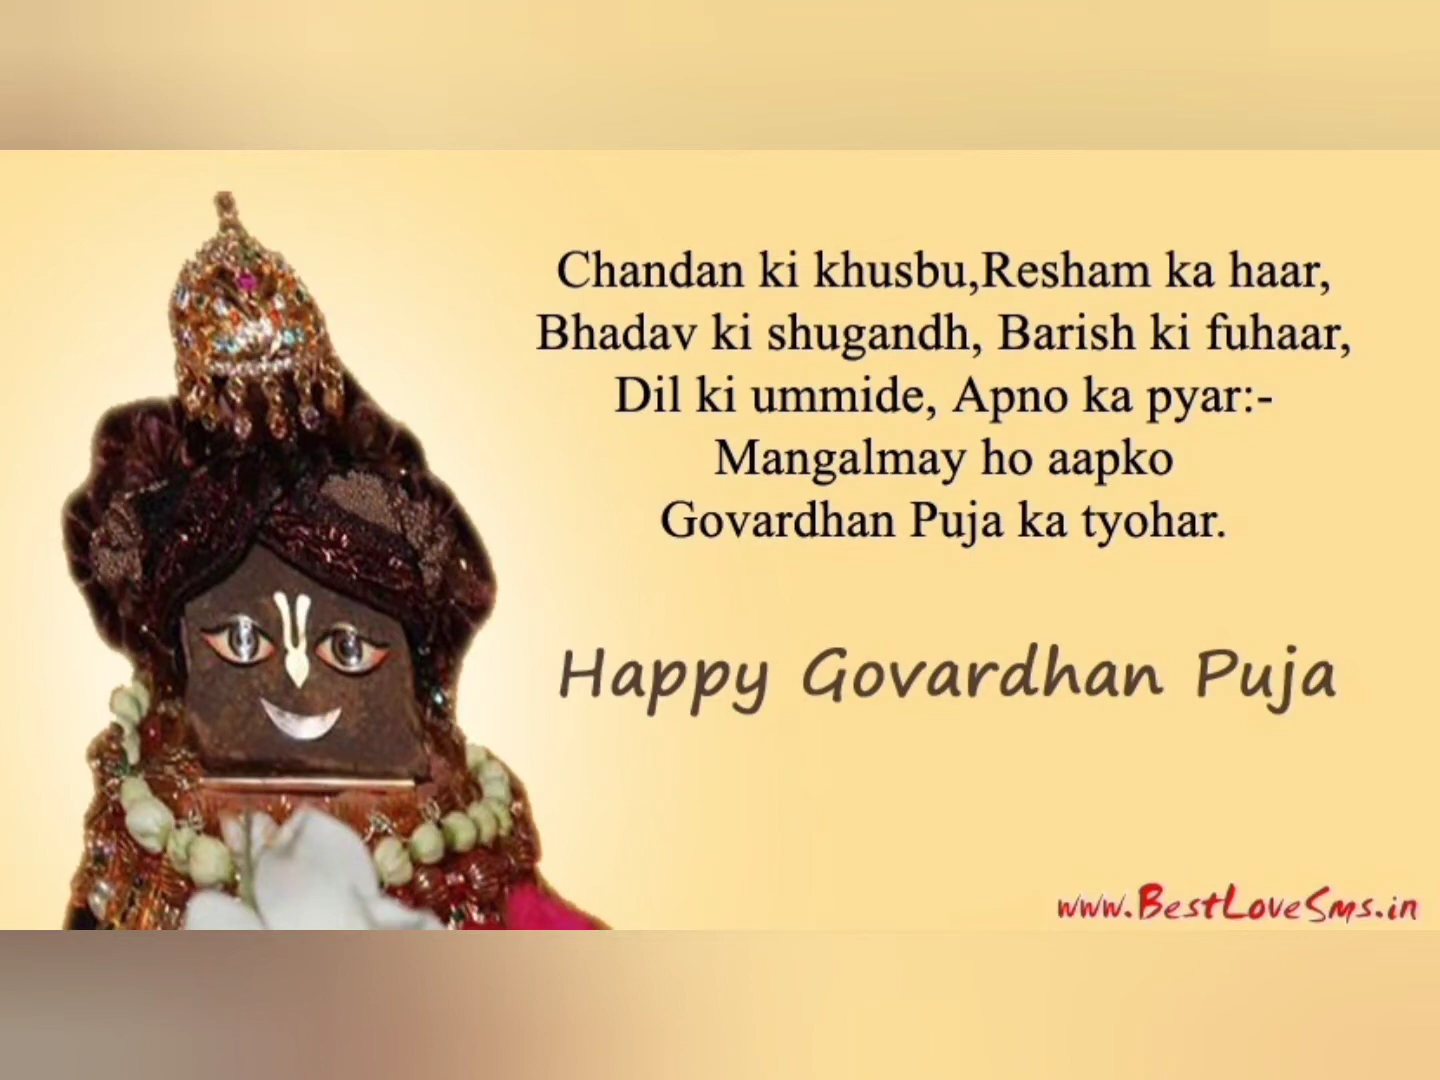 Chandan ki khusbu,Resham ka haar,
Bhadav ki shugandh, Barish ki fuhaar,
Dil ki ummide, Apno ka pyar:-
Mangalmay ho aapko
Govardhan Puja ka tyohar.
Happy Govardhan Puja
www.BestLoveSms.in